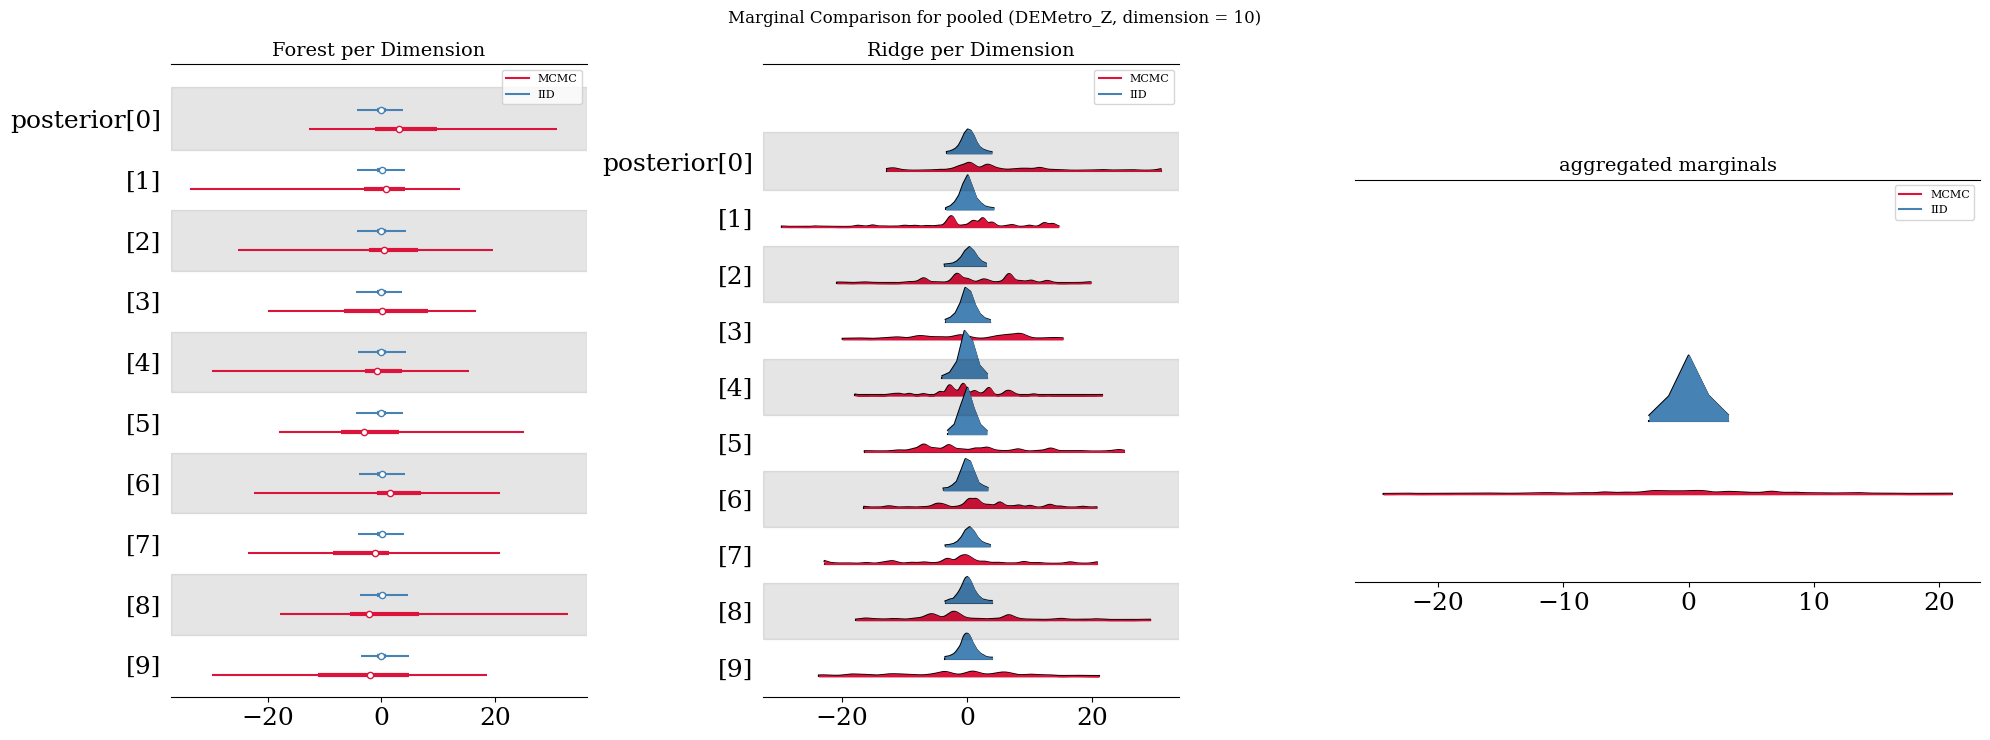 Marginal Comparison for pooled (DEMetro_Z, dimension = 10)
Forest per Dimension
MCMC
IID
posterior[0]
[1]
[2]
[3]
[4]
[5]
[6]
[7]
[8]
[9]
−20 0 20
Ridge per Dimension
MCMC
IID
posterior[0]
[1]
[2]
[3]
[4]
[5]
[6]
[7]
[8]
[9]
−20 0 20
aggregated marginals
MCMC
IID
−20 −10 0 10 20